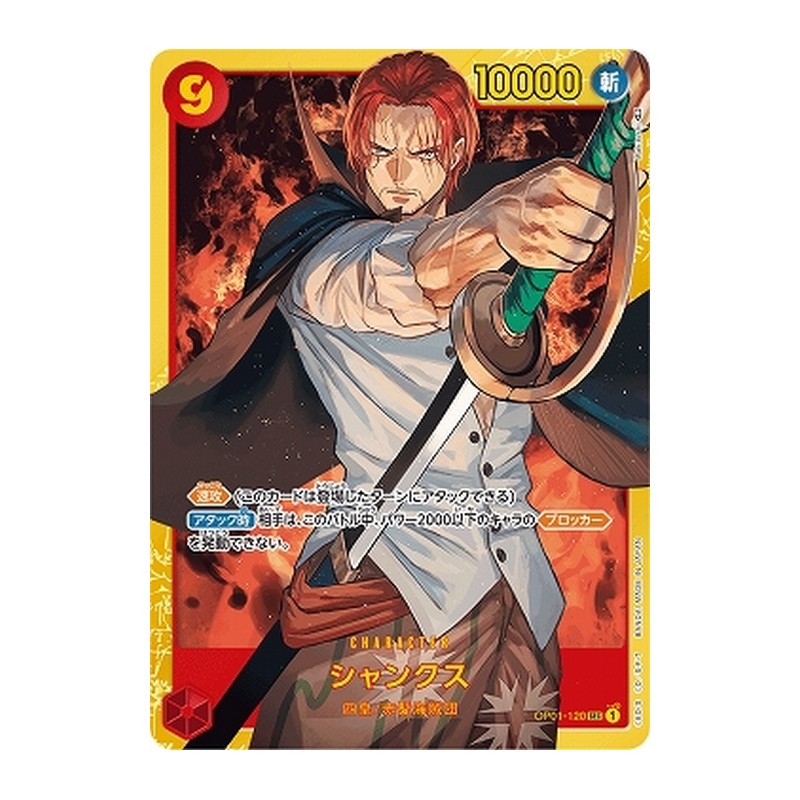 9
10000 斬
速攻 (このカードは登場したターンにアタックできる)
アタック時 相手は、このバトル中、パワー2000以下のキャラの ブロッカー
を発動できない。
CHARACTER
シャンクス
四皇/赤髪海賊団
OP01-120 SEC 1